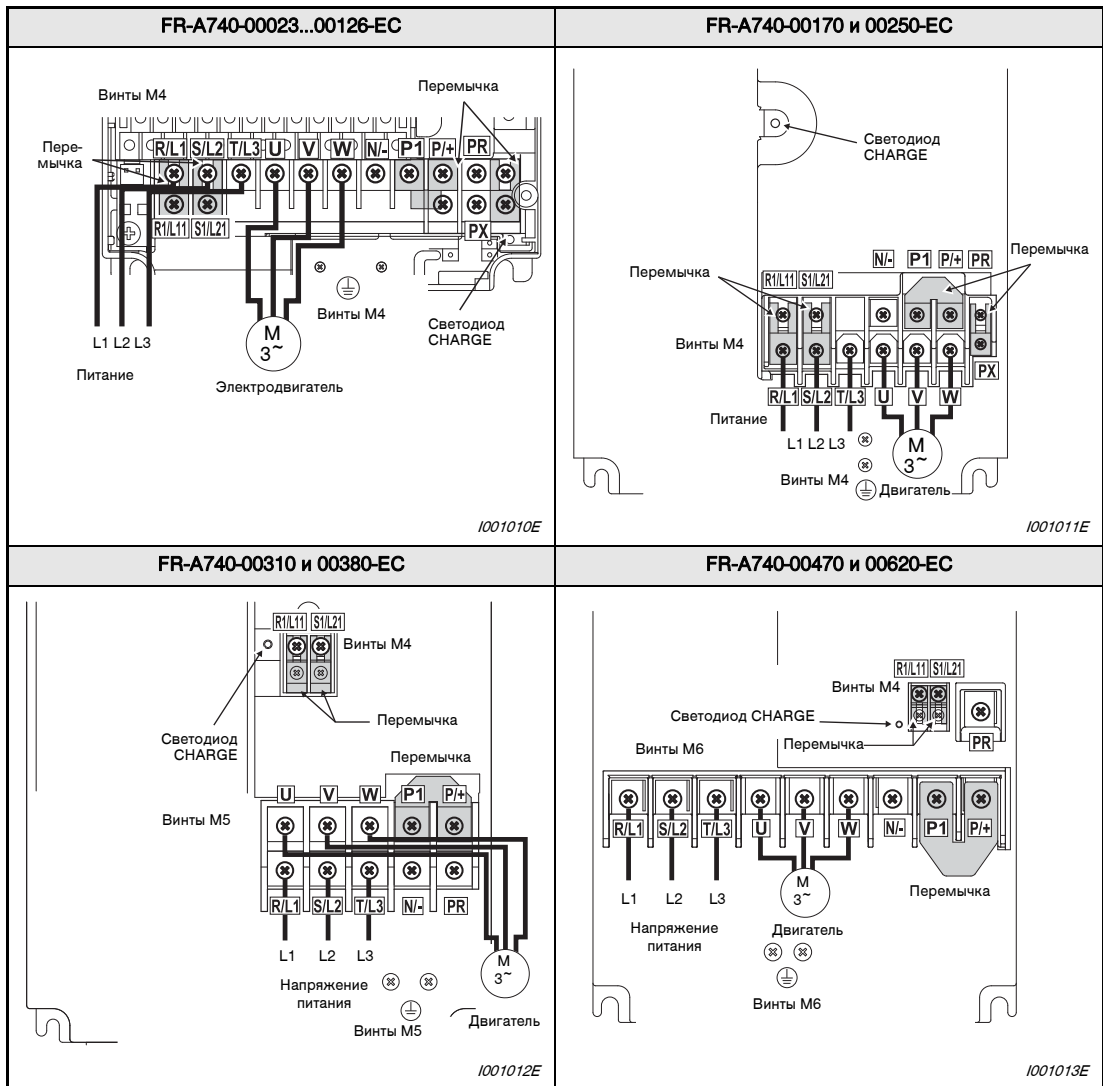 FR-A740-00023...00126-EC
Винты M4
Перемычка
Пере-
мычка
R/L1 S/L2 T/L3 U V W N/- P1 P/+ PR
R1/L11 S1/L21
PX
Винты M4
L1 L2 L3
M
3~
Светодиод
CHARGE
Питание
Электродвигатель
I001010E
FR-A740-00170 и 00250-EC
Светодиод
CHARGE
N/- P1 P/+ PR
Перемычка
Перемычка
R1/L11 S1/L21
Винты M4
PX
R/L1 S/L2 T/L3 U V W
Питание
L1 L2 L3
M
3~
Винты M4
Двигатель
I001011E
FR-A740-00310 и 00380-EC
R1/L11 S1/L21
Винты M4
Перемычка
Светодиод
CHARGE
Перемычка
U V W P1 P/+
Винты M5
R/L1 S/L2 T/L3 N/- PR
L1 L2 L3
M
3~
Напряжение
питания
Винты M5
Двигатель
I001012E
FR-A740-00470 и 00620-EC
R1/L11 S1/L21
Винты M4
Светодиод CHARGE
Перемычка
PR
Винты M6
R/L1 S/L2 T/L3 U V W N/- P1 P/+
M
3~
Перемычка
L1 L2 L3
Напряжение
питания
Двигатель
Винты M6
I001013E